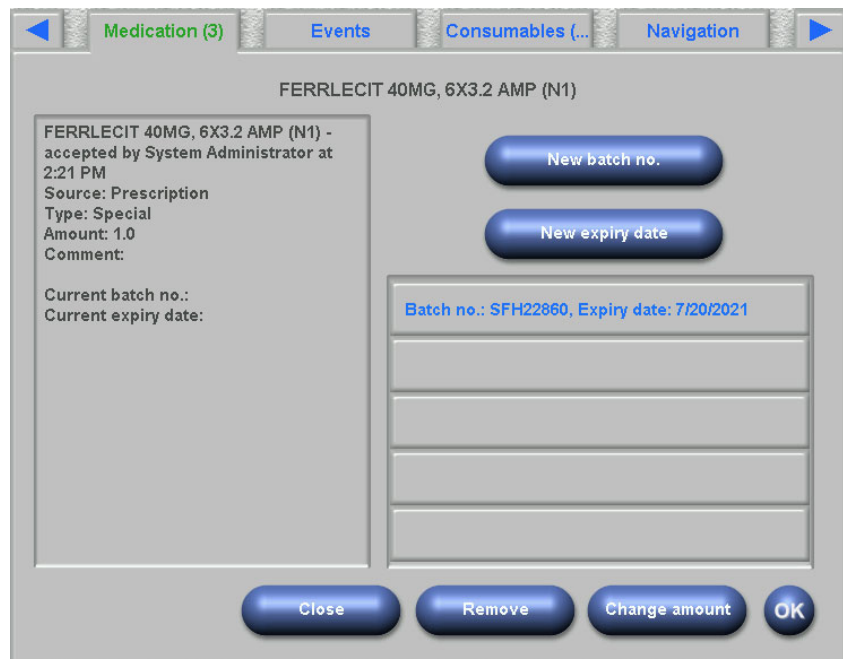 Medication (3) Events Consumables (... Navigation
FERRLECIT 40MG, 6X3.2 AMP (N1)
FERRLECIT 40MG, 6X3.2 AMP (N1) -
accepted by System Administrator at
2:21 PM
Source: Prescription
Type: Special
Amount: 1.0
Comment:
Current batch no.:
Current expiry date:
New batch no.
New expiry date
Batch no.: SFH22860, Expiry date: 7/20/2021
Close Remove Change amount OK